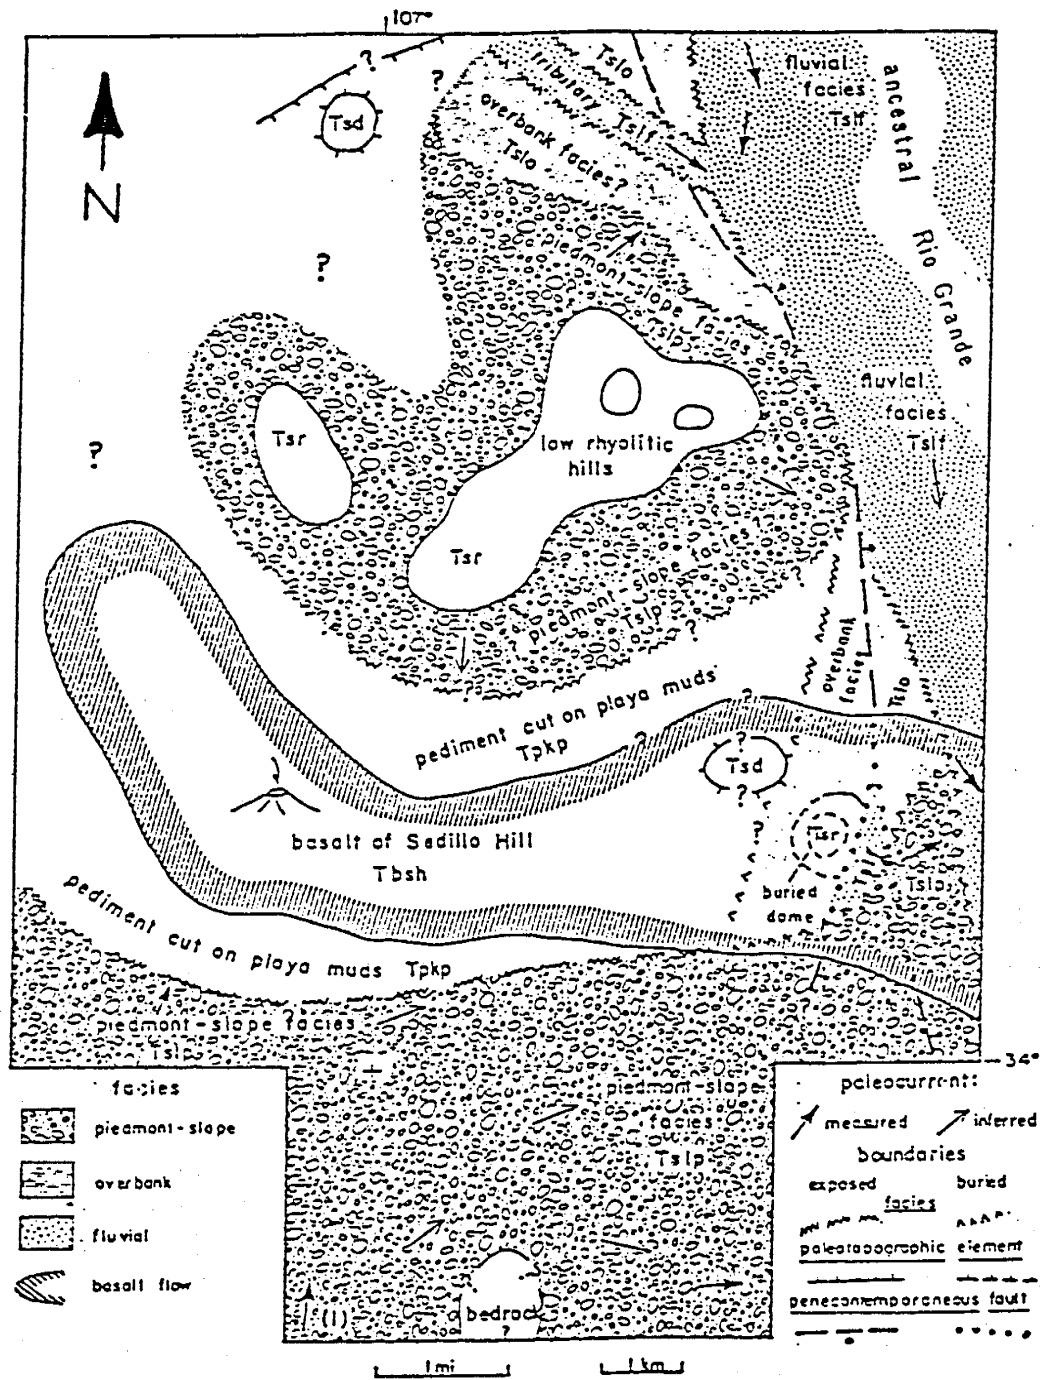 107°
?
?
Tsd
N
Tslo
tributary
Tslf
overbank facies?
Tslo
fluvial
facies
Tslf
ancestral
Rio Grande
?
piedmont-slope facies
Tslp
fluvial
facies
Tslf
?
Tsr
low rhyolitic
hills
Tsr
piedmont-slope facies
Tslp
?
?
?
?
?
overbank
facies
Tslo
pediment cut on playa muds
Tpkp
?
?
?
Tsd
?
?
Tsr
buried
dome
Tslp
basalt of Sedillo Hill
Tbsh
pediment cut on playa muds Tpkp
?
?
piedmont-slope facies
Tslp
34°
piedmont-slope
facies
Tslp
(1)
bedrock
?
facies
piedmont-slope
overbank
fluvial
basalt flow
paleocurrent:
measured inferred
boundaries
exposed buried
facies
paleotopographic element
penecontemporaneous fault
1 mi 1 km